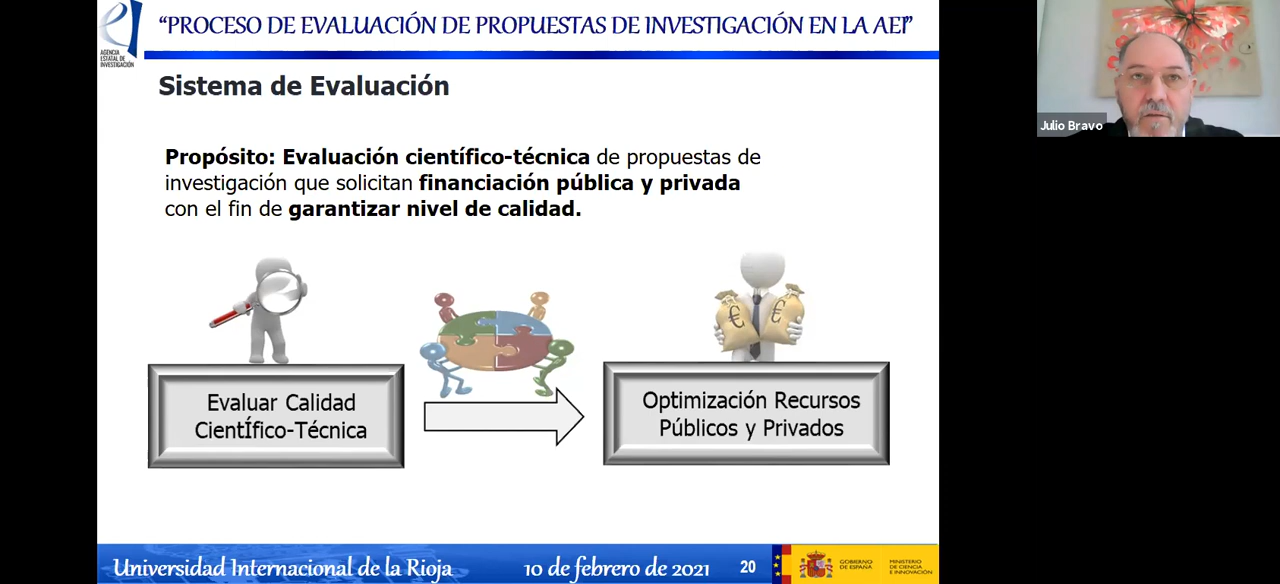 “PROCESO DE EVALUACIÓN DE PROPUESTAS DE INVESTIGACIÓN EN LA AEI”
AGENCIA
ESTATAL DE
INVESTIGACIÓN
Sistema de Evaluación
Julio Bravo
Propósito: Evaluación científico-técnica de propuestas de
investigación que solicitan financiación pública y privada
con el fin de garantizar nivel de calidad.
€ €
Evaluar Calidad
CientÍfico-Técnica
Optimización Recursos
Públicos y Privados
Universidad Internacional de la Rioja 10 de febrero de 2021 20
GOBIERNO
DE ESPAÑA
MINISTERIO
DE CIENCIA
E INNOVACIÓN